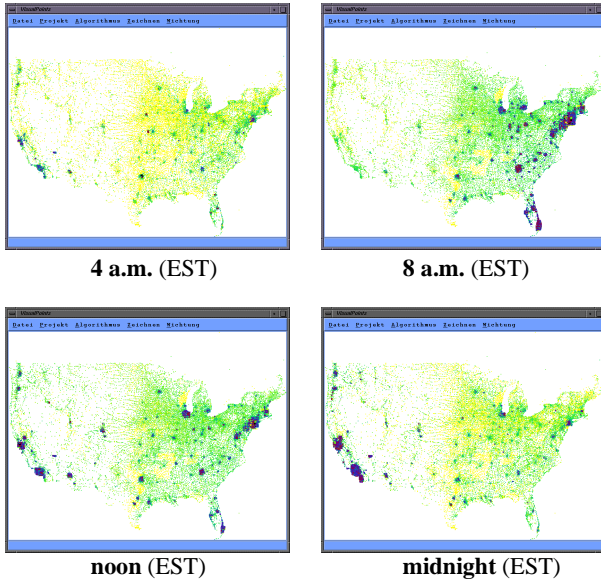 VisualPoints
Datei Projekt Algorithmus Zeichnen Richtung
4 a.m. (EST)
VisualPoints
Datei Projekt Algorithmus Zeichnen Richtung
8 a.m. (EST)
VisualPoints
Datei Projekt Algorithmus Zeichnen Richtung
noon (EST)
VisualPoints
Datei Projekt Algorithmus Zeichnen Richtung
midnight (EST)